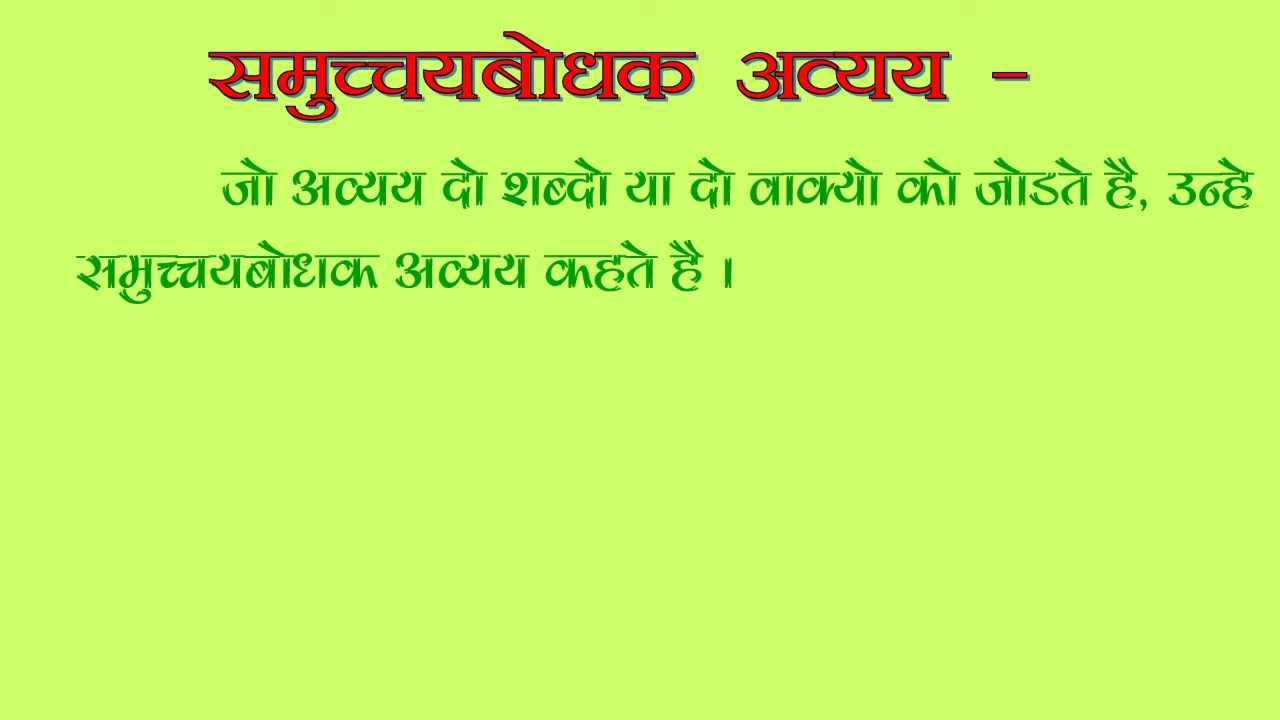 समुच्चयबोधक अव्यय -
जो अव्यय दो शब्दो या दो वाक्यो को जोडते है, उन्हे
समुच्चयबोधक अव्यय कहते है ।